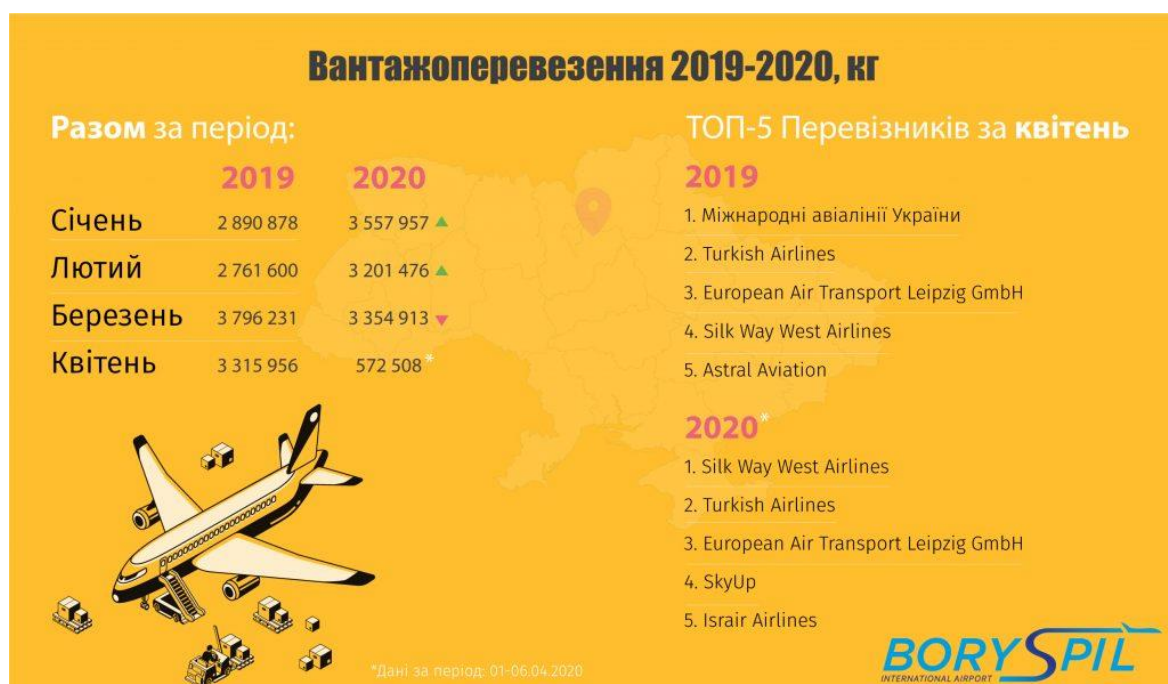 Вантажоперевезення 2019-2020, кг
Разом за період:
2019 2020
Січень 2 890 878 3 557 957
Лютий 2 761 600 3 201 476
Березень 3 796 231 3 354 913
Квітень 3 315 956 572 508*
ТОП-5 Перевізників за квітень
2019
1. Міжнародні авіалінії України
2. Turkish Airlines
3. European Air Transport Leipzig GmbH
4. Silk Way West Airlines
5. Astral Aviation
2020*
1. Silk Way West Airlines
2. Turkish Airlines
3. European Air Transport Leipzig GmbH
4. SkyUp
5. Israir Airlines
*Дані за період: 01-06.04.2020
BORYSPIL
INTERNATIONAL AIRPORT